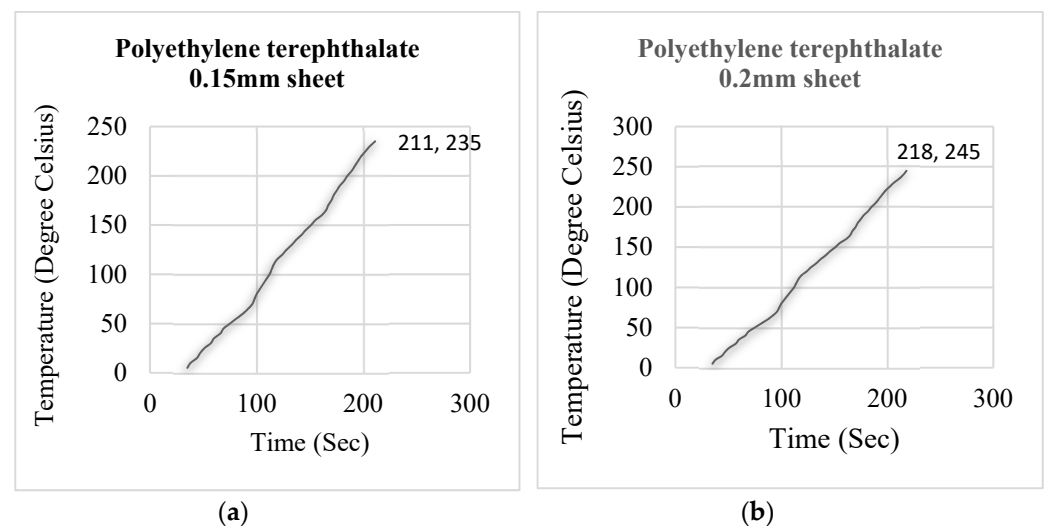 Polyethylene terephthalate
0.15mm sheet
Temperature (Degree Celsius)
250
200
150
100
50
0
211, 235
0 100 200 300
Time (Sec)
(a)
Polyethylene terephthalate
0.2mm sheet
Temperature (Degree Celsius)
300
250
200
150
100
50
0
218, 245
0 100 200 300
Time (Sec)
(b)